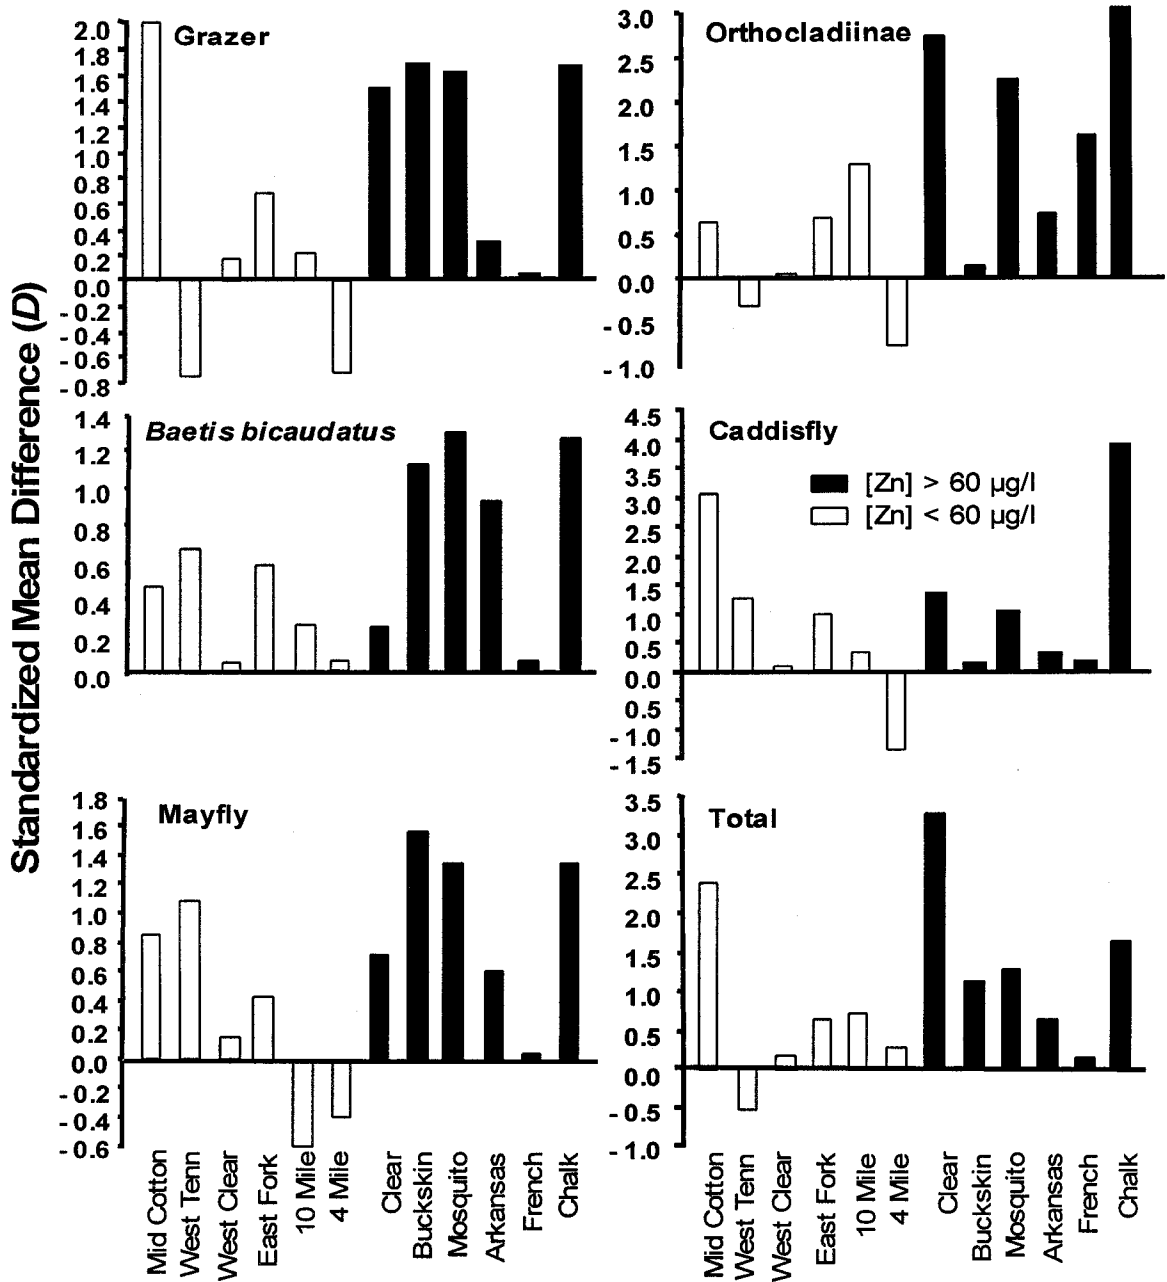 Standardized Mean Difference (D)
Grazer
2.0
1.8
1.6
1.4
1.2
1.0
0.8
0.6
0.4
0.2
0.0
- 0.2
- 0.4
- 0.6
- 0.8
Orthocladiinae
3.0
2.5
2.0
1.5
1.0
0.5
0.0
- 0.5
- 1.0
Baetis bicaudatus
1.4
1.2
1.0
0.8
0.6
0.4
0.2
0.0
Caddisfly
[Zn] > 60 µg/l
[Zn] < 60 µg/l
4.5
4.0
3.5
3.0
2.5
2.0
1.5
1.0
0.5
0.0
0.5
- 1.0
- 1.5
Mayfly
1.8
1.6
1.4
1.2
1.0
0.8
0.6
0.4
0.2
0.0
- 0.2
- 0.4
- 0.6
Total
3.5
3.0
2.5
2.0
1.5
1.0
0.5
0.0
- 0.5
- 1.0
Mid Cotton
West Tenn
West Clear
East Fork
10 Mile
4 Mile
Clear
Buckskin
Mosquito
Arkansas
French
Chalk
Mid Cotton
West Tenn
West Clear
East Fork
10 Mile
4 Mile
Clear
Buckskin
Mosquito
Arkansas
French
Chalk